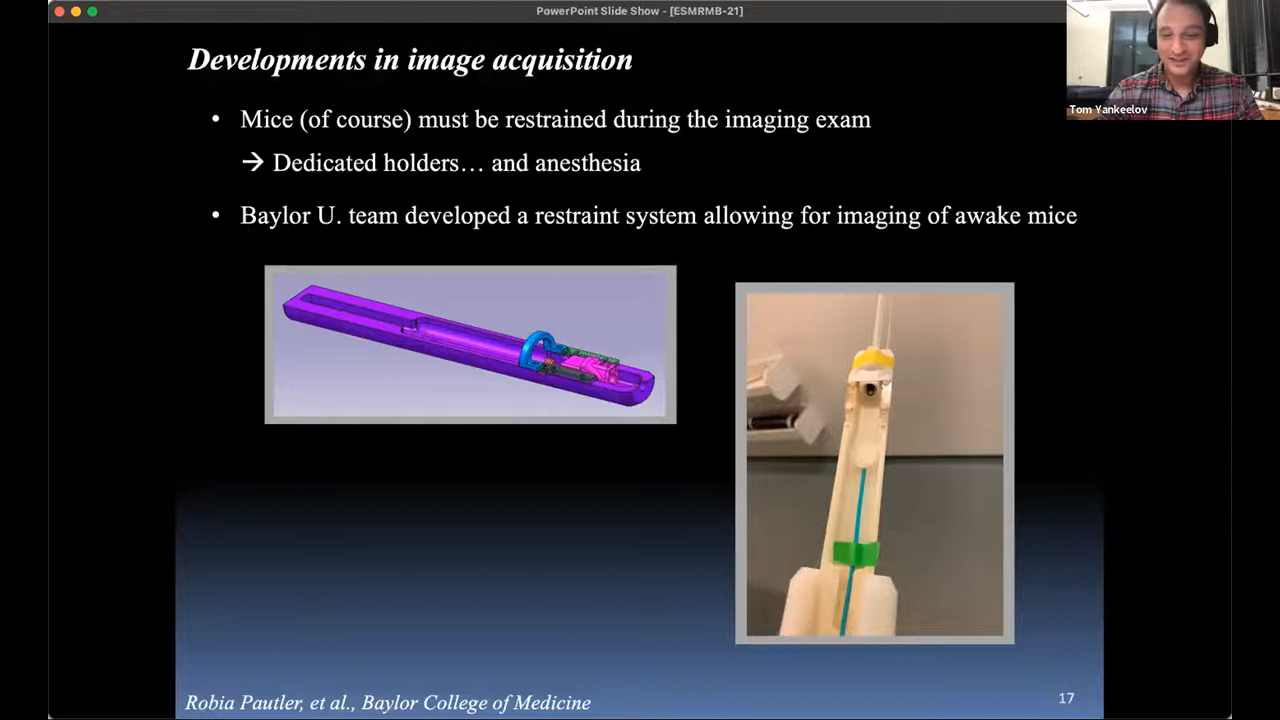 PowerPoint Slide Show - [ESMRMB-21]
Developments in image acquisition
• Mice (of course) must be restrained during the imaging exam
→ Dedicated holders… and anesthesia
• Baylor U. team developed a restraint system allowing for imaging of awake mice
Tom Yankeelov
Robia Pautler, et al., Baylor College of Medicine
17